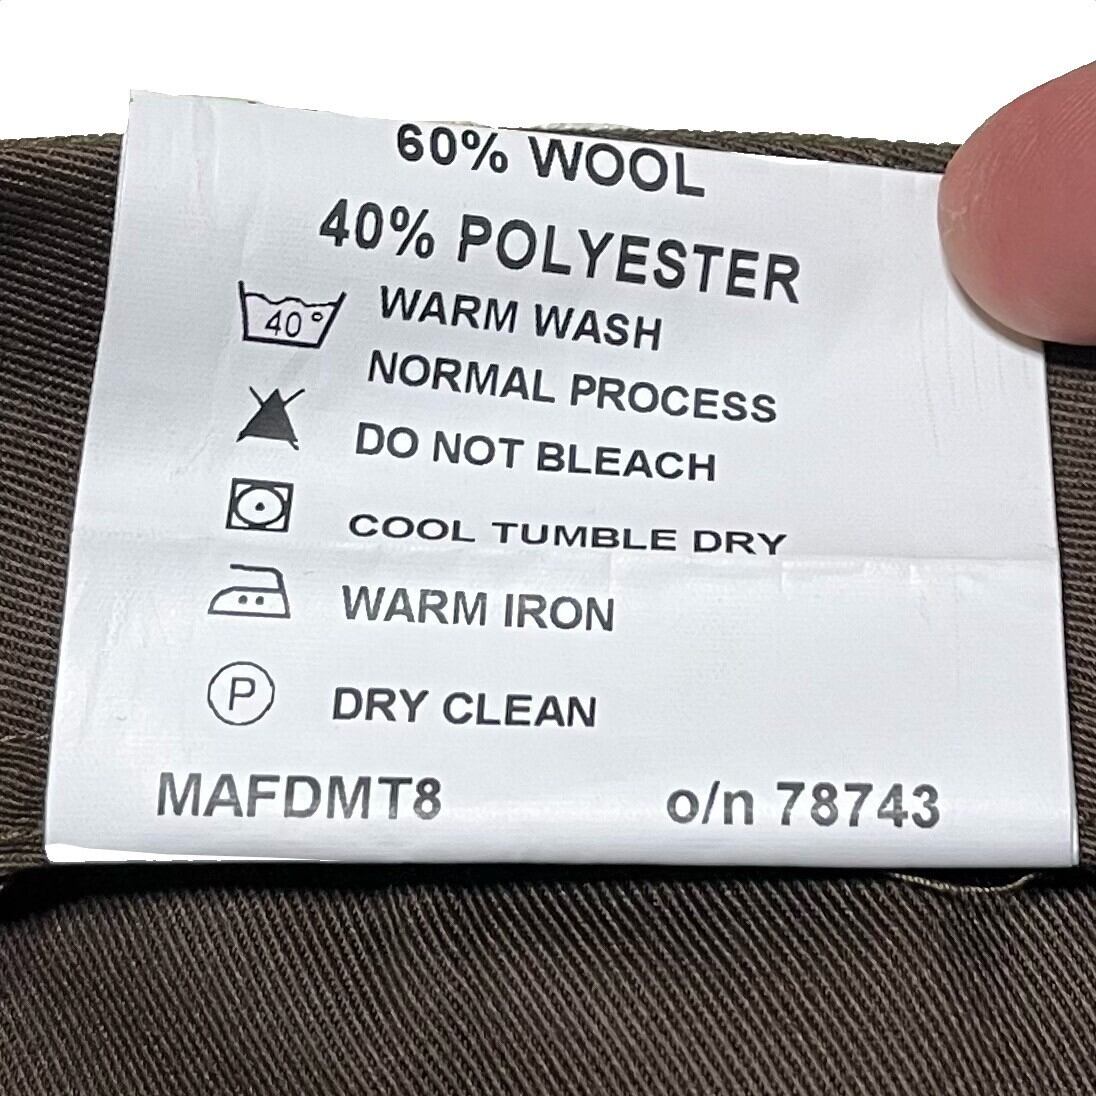 60% WOOL
40% POLYESTER
40° WARM WASH
NORMAL PROCESS
DO NOT BLEACH
COOL TUMBLE DRY
WARM IRON
P DRY CLEAN
MAFDMT8 o/n 78743